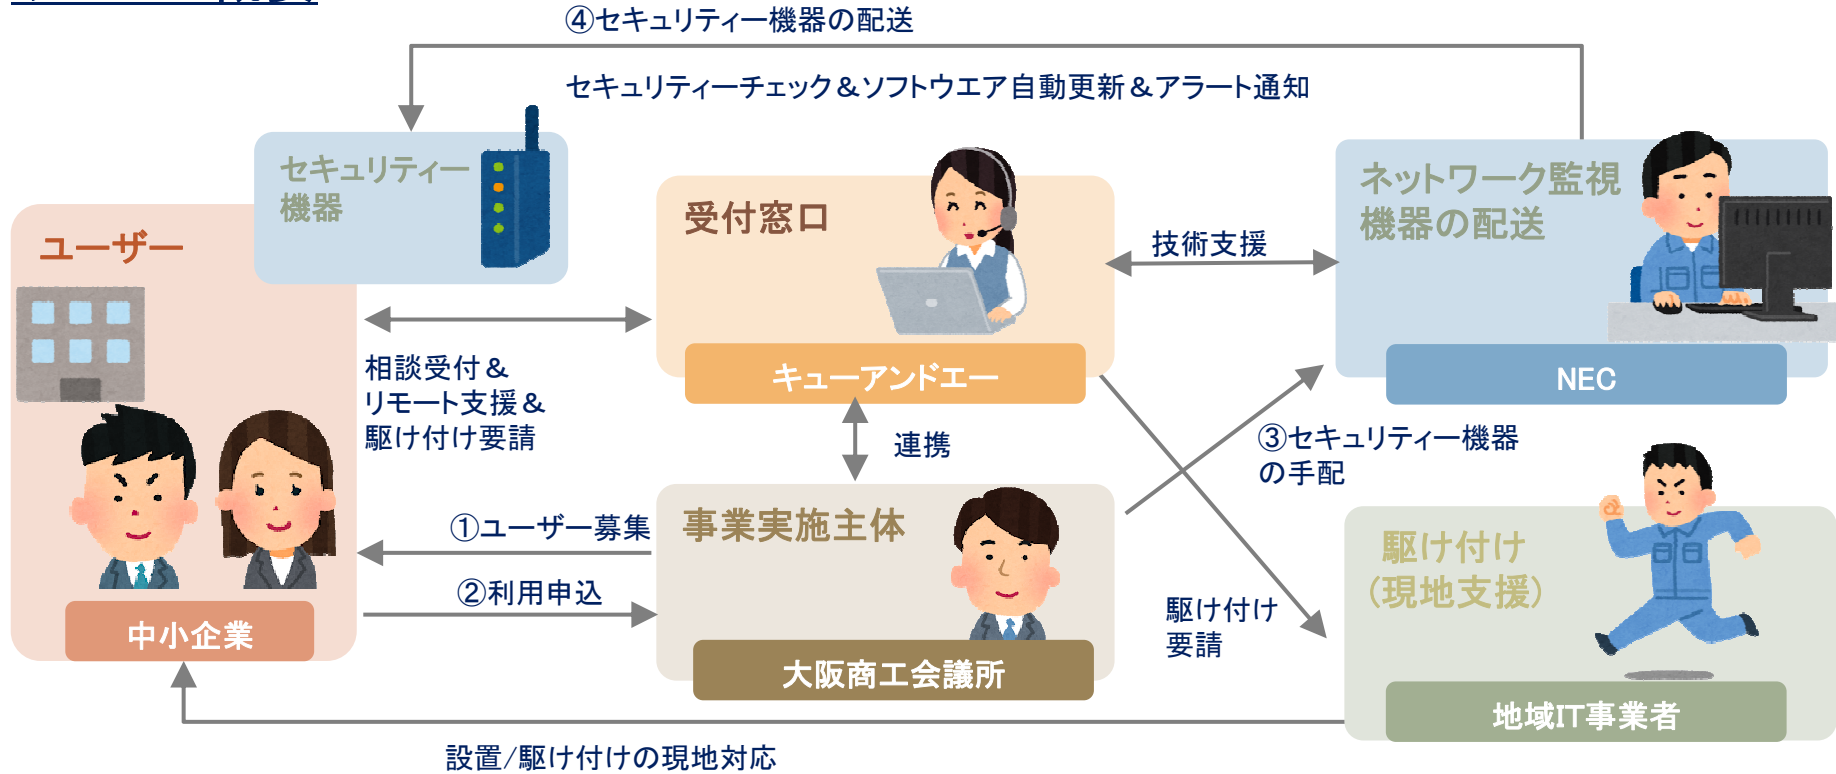 ④セキュリティー機器の配送
セキュリティーチェック＆ソフトウエア自動更新＆アラート通知
セキュリティー
機器
ユーザー
受付窓口
ネットワーク監視
機器の配送
技術支援
相談受付＆
リモート支援＆
駆け付け要請
キューアンドエー
NEC
連携
③セキュリティー機器
の手配
①ユーザー募集
事業実施主体
②利用申込
駆け付け
(現地支援)
駆け付け
要請
中小企業
大阪商工会議所
地域IT事業者
設置/駆け付けの現地対応